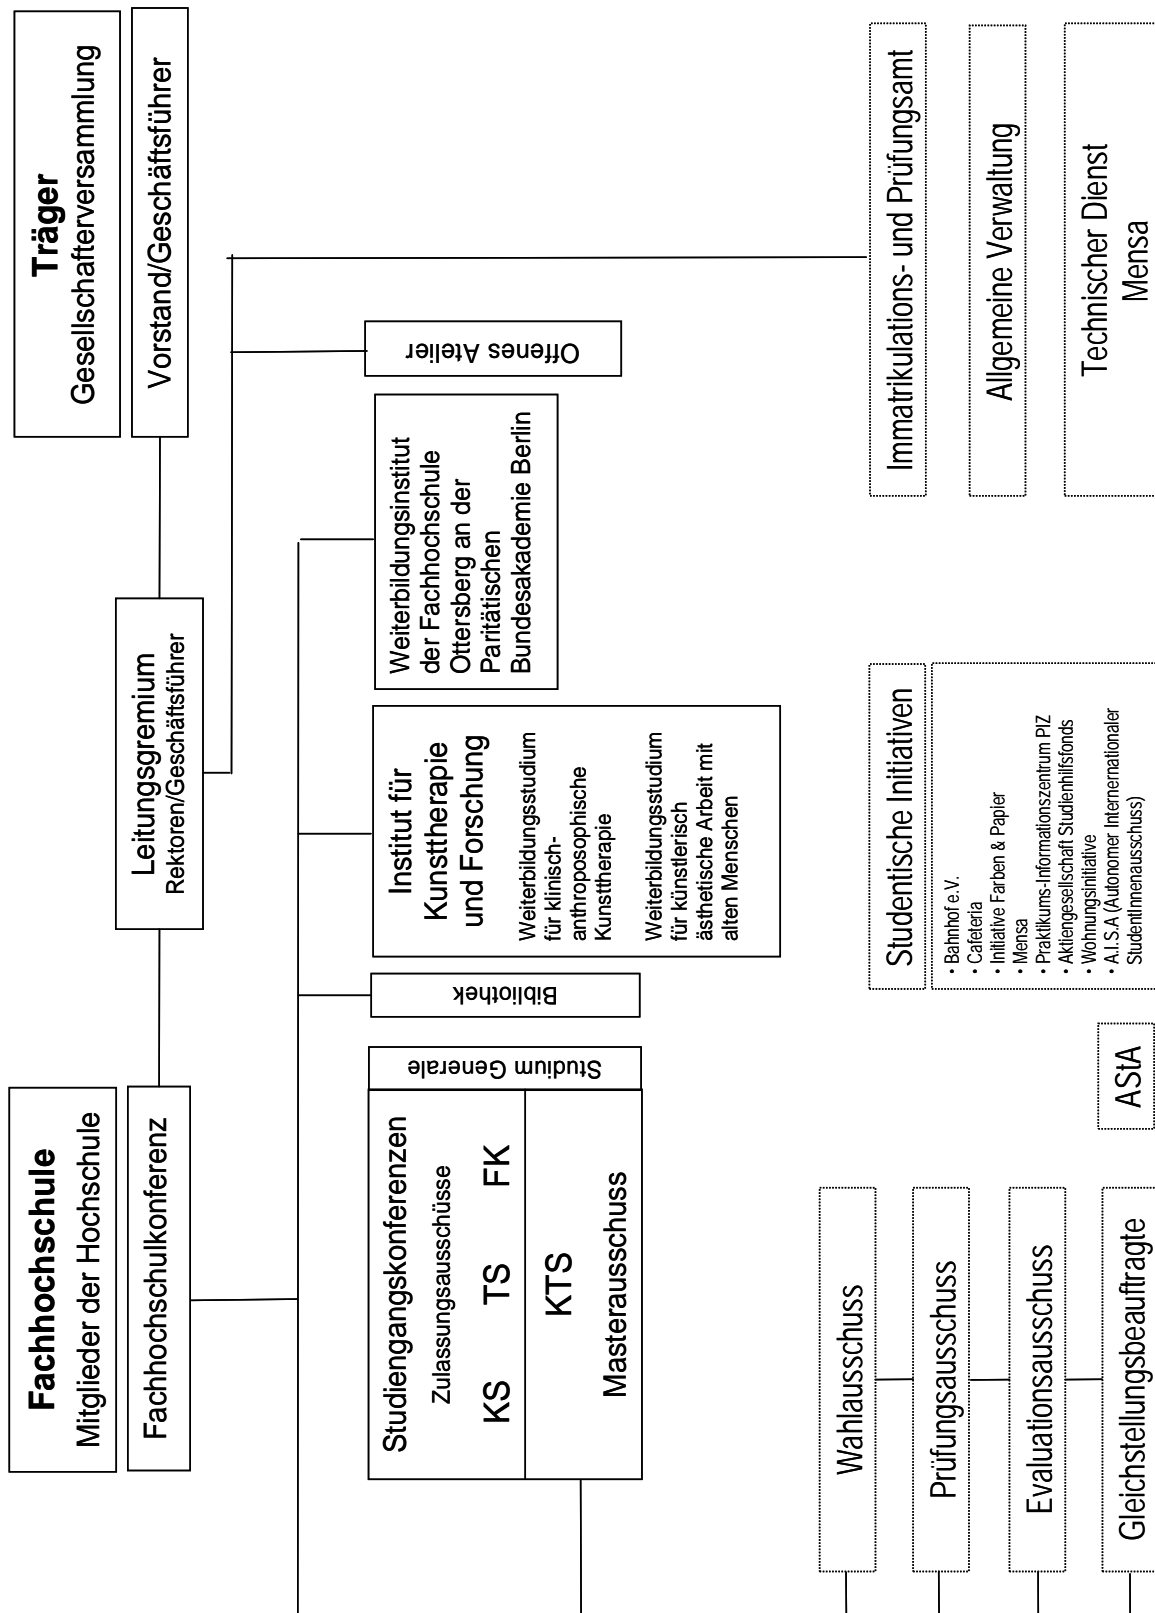 Fachhochschule
Mitglieder der Hochschule
Fachhochschulkonferenz
Leitungsgremium
Rektoren/Geschäftsführer
Träger
Gesellschafterversammlung
Vorstand/Geschäftsführer
Studiengangskonferenzen
Zulassungsausschüsse
KS TS FK
KTS
Masterausschuss
Studium Generale
Bibliothek
Institut für
Kunsttherapie
und Forschung
Weiterbildungsstudium
für klinisch-
anthroposophische
Kunsttherapie
Weiterbildungsstudium
für künstlerisch
ästhetische Arbeit mit
alten Menschen
Weiterbildungsinstitut
der Fachhochschule
Ottersberg an der
Paritätischen
Bundesakademie Berlin
Offenes Atelier
Wahlausschuss
Prüfungsausschuss
Evaluationsausschuss
Gleichstellungsbeauftragte
AStA
Studentische Initiativen
• Bahnhof e.V.
• Cafeteria
• Initiative Farben & Papier
• Mensa
• Praktikums-Informationszentrum PIZ
• Aktiengesellschaft Studienhilfsfonds
• Wohnungsinitiative
• A.I.S.A (Autonomer Internernationaler
StudentInnenausschuss)
Immatrikulations- und Prüfungsamt
Allgemeine Verwaltung
Technischer Dienst
Mensa